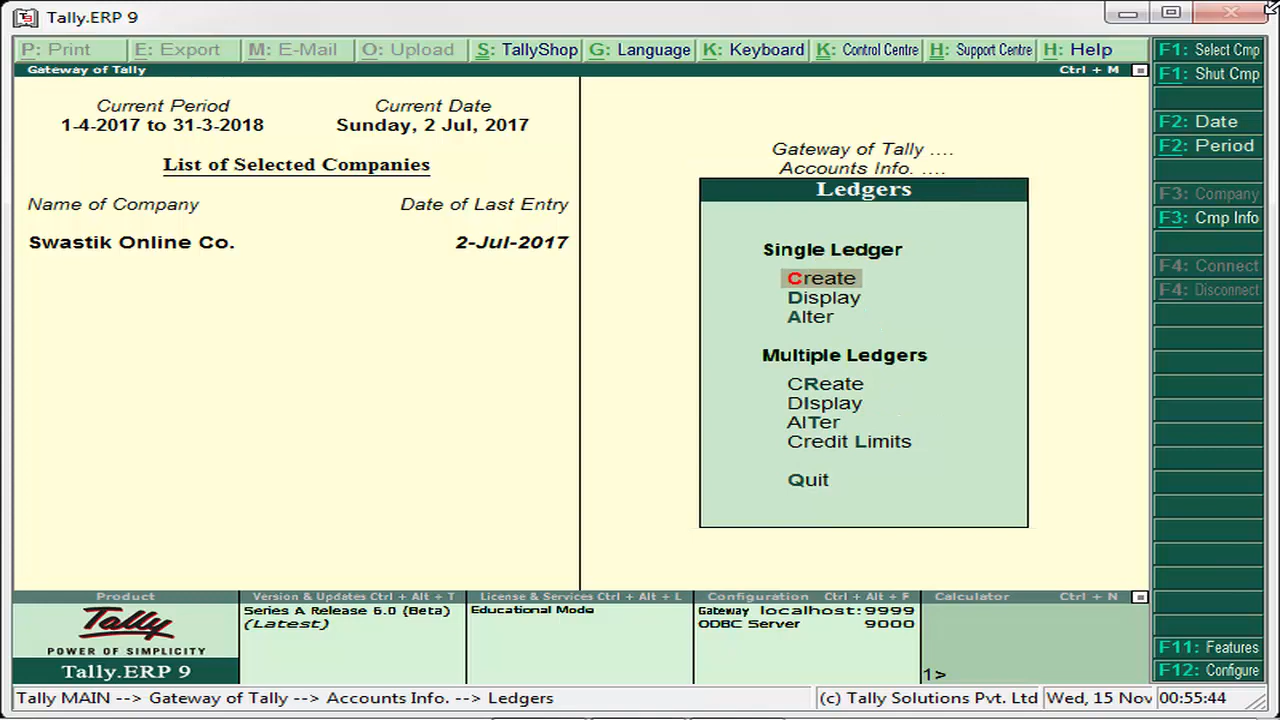 Tally.ERP 9
P: Print E: Export M: E-Mail O: Upload S: TallyShop G: Language K: Keyboard K: Control Centre H: Support Centre H: Help
Gateway of Tally Ctrl + M
Current Period Current Date
1-4-2017 to 31-3-2018 Sunday, 2 Jul, 2017
List of Selected Companies
Name of Company Date of Last Entry
Swastik Online Co. 2-Jul-2017
Gateway of Tally ....
Accounts Info. ....
Ledgers
Single Ledger
Create
Display
Alter
Multiple Ledgers
CReate
DIsplay
AlTer
Credit Limits
Quit
F1: Select Cmp
F1: Shut Cmp
F2: Date
F2: Period
F3: Company
F3: Cmp Info
F4: Connect
F4: Disconnect
F11: Features
F12: Configure
Product
Tally
POWER OF SIMPLICITY
Tally.ERP 9
Version & Updates Ctrl + Alt + T
Series A Release 6.0 (Beta)
(Latest)
License & Services Ctrl + Alt + L
Educational Mode
Configuration Ctrl + Alt + F
Gateway localhost:9999
ODBC Server 9000
Calculator Ctrl + N
1>
Tally MAIN --> Gateway of Tally --> Accounts Info. --> Ledgers (c) Tally Solutions Pvt. Ltd Wed, 15 Nov 00:55:44